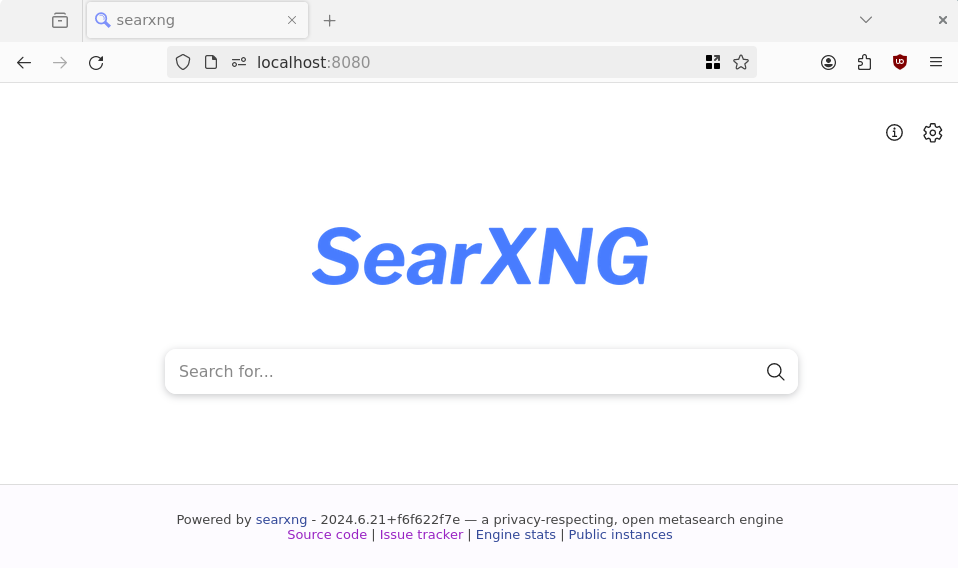 searxng
localhost:8080
SearXNG
Search for...
Powered by searxng - 2024.6.21+f6f622f7e — a privacy-respecting, open metasearch engine
Source code | Issue tracker | Engine stats | Public instances